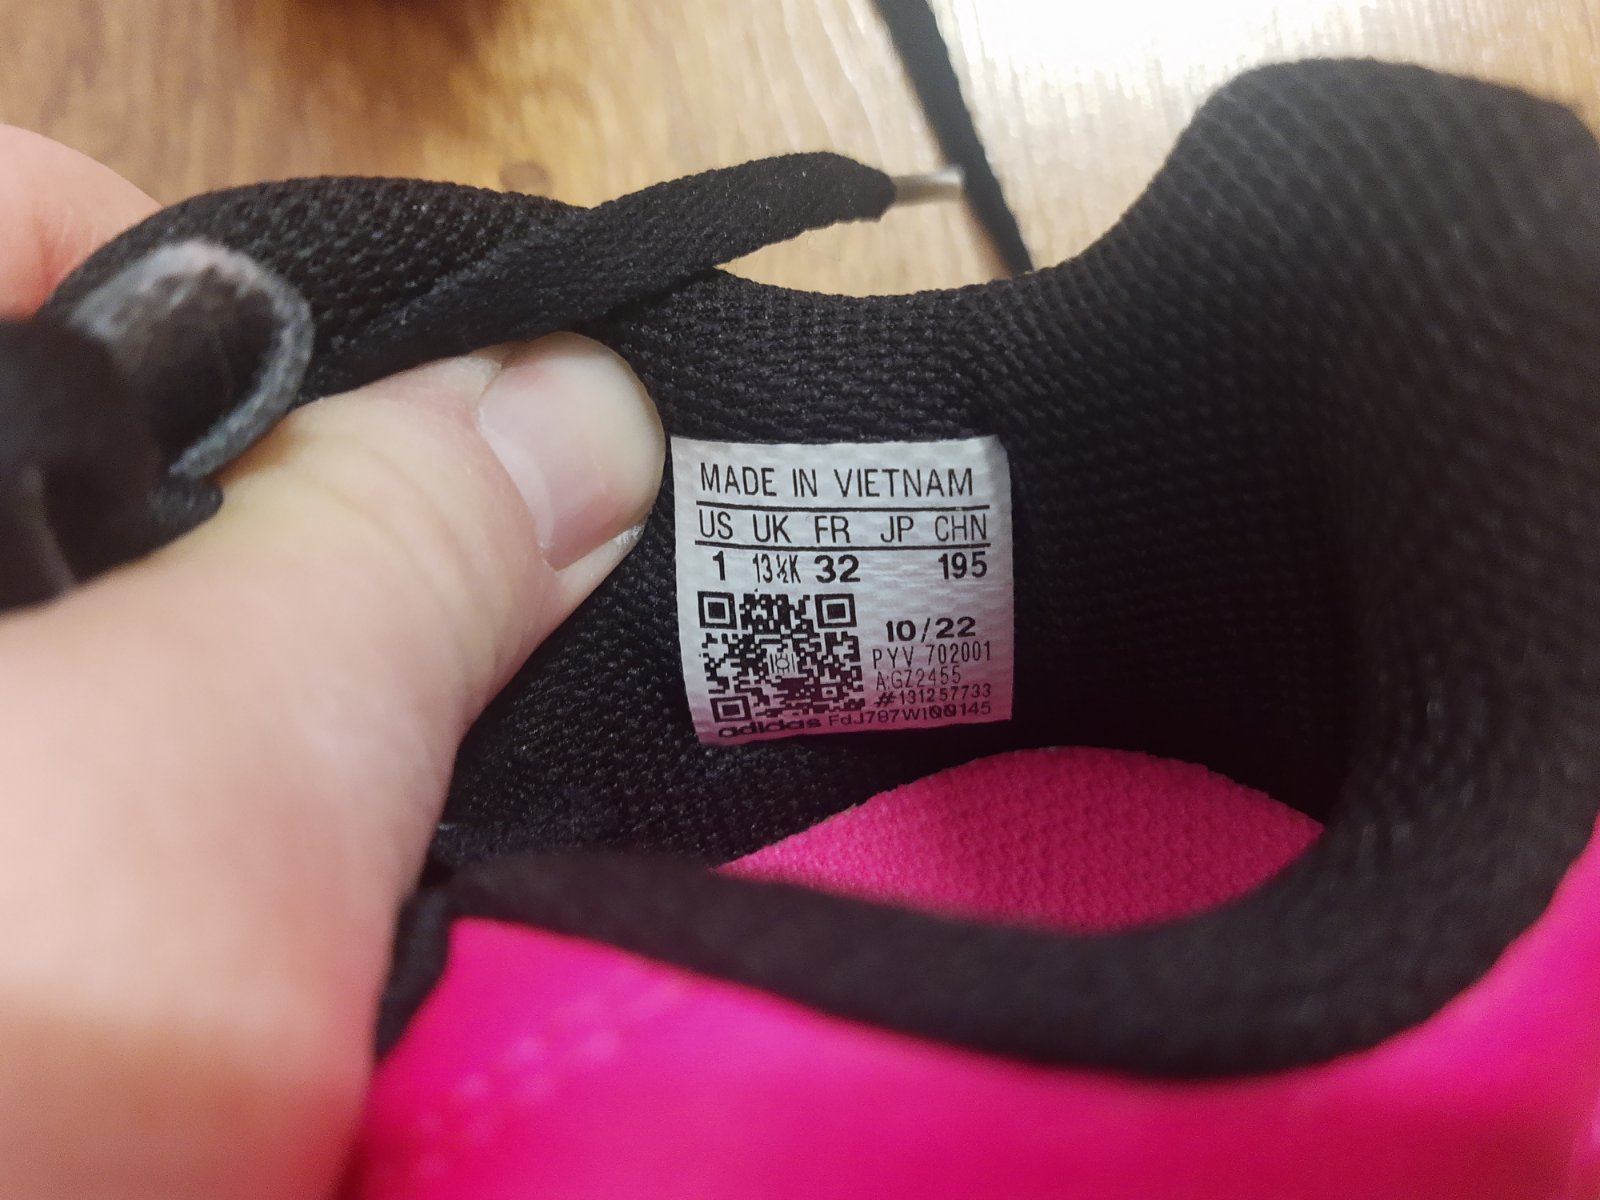 MADE IN VIETNAM
US UK FR JP CHN
1 13½K 32 195
10/22
PYV 702001
A:GZ2455
#131257733
adidas FdJ787W1QQ145